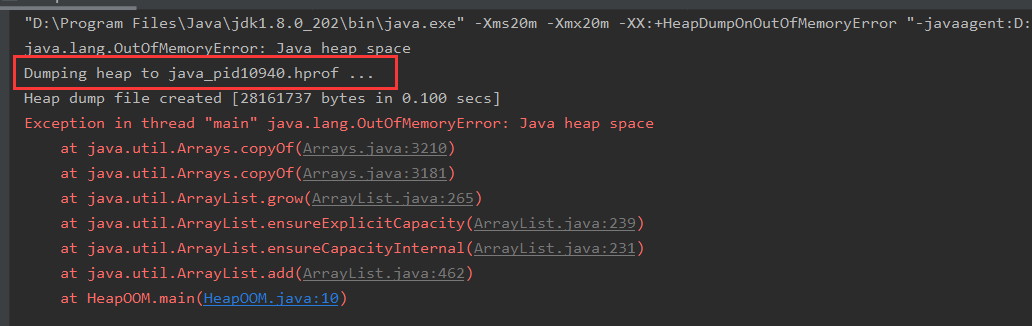 "D:\Program Files\Java\jdk1.8.0_202\bin\java.exe" -Xms20m -Xmx20m -XX:+HeapDumpOnOutOfMemoryError "-javaagent:D:
java.lang.OutOfMemoryError: Java heap space
Dumping heap to java_pid10940.hprof ...
Heap dump file created [28161737 bytes in 0.100 secs]
Exception in thread "main" java.lang.OutOfMemoryError: Java heap space
at java.util.Arrays.copyOf(Arrays.java:3210)
at java.util.Arrays.copyOf(Arrays.java:3181)
at java.util.ArrayList.grow(ArrayList.java:265)
at java.util.ArrayList.ensureExplicitCapacity(ArrayList.java:239)
at java.util.ArrayList.ensureCapacityInternal(ArrayList.java:231)
at java.util.ArrayList.add(ArrayList.java:462)
at HeapOOM.main(HeapOOM.java:10)